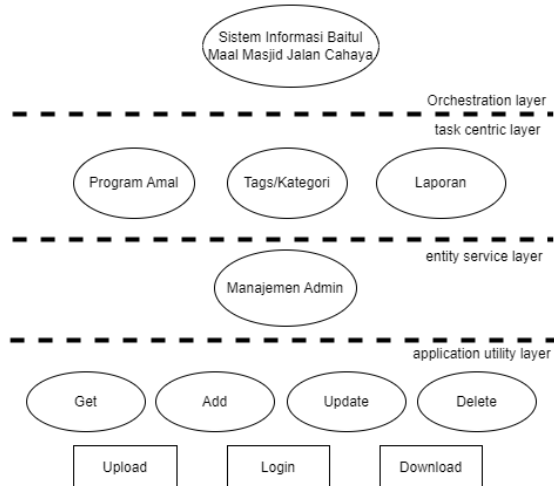 Sistem Informasi Baitul
Maal Masjid Jalan Cahaya
Orchestration layer
task centric layer
Program Amal
Tags/Kategori
Laporan
entity service layer
Manajemen Admin
application utility layer
Get
Add
Update
Delete
Upload
Login
Download